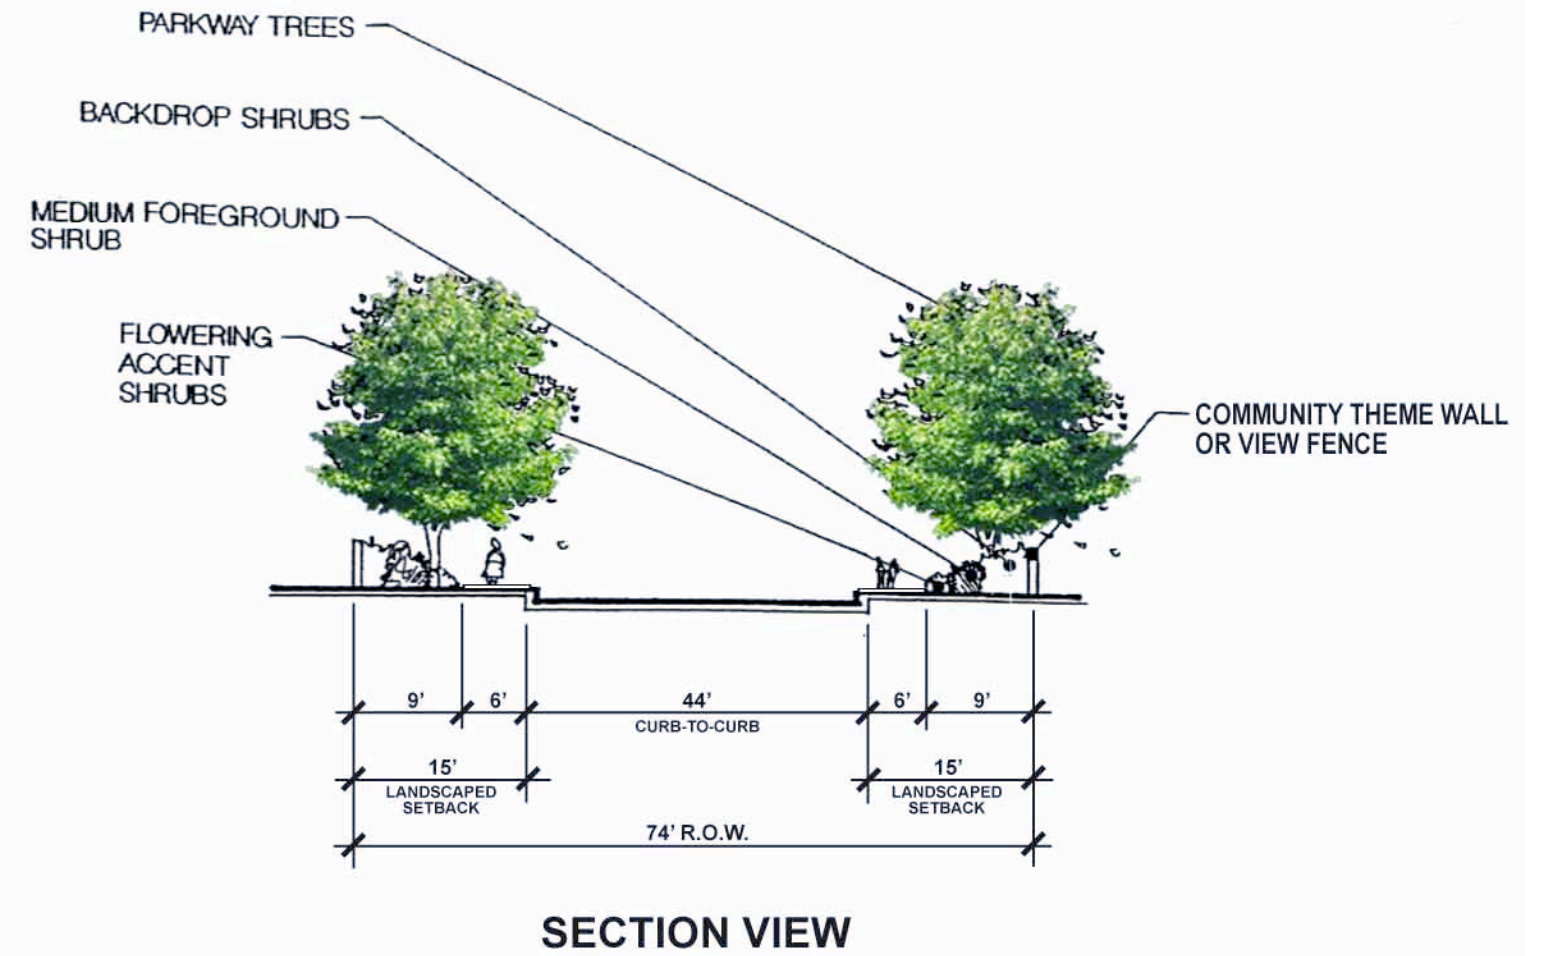 PARKWAY TREES
BACKDROP SHRUBS
MEDIUM FOREGROUND
SHRUB
FLOWERING
ACCENT
SHRUBS
COMMUNITY THEME WALL
OR VIEW FENCE
9' 6' 44' 6' 9'
CURB-TO-CURB
15' 15'
LANDSCAPED LANDSCAPED
SETBACK SETBACK
74' R.O.W.
SECTION VIEW